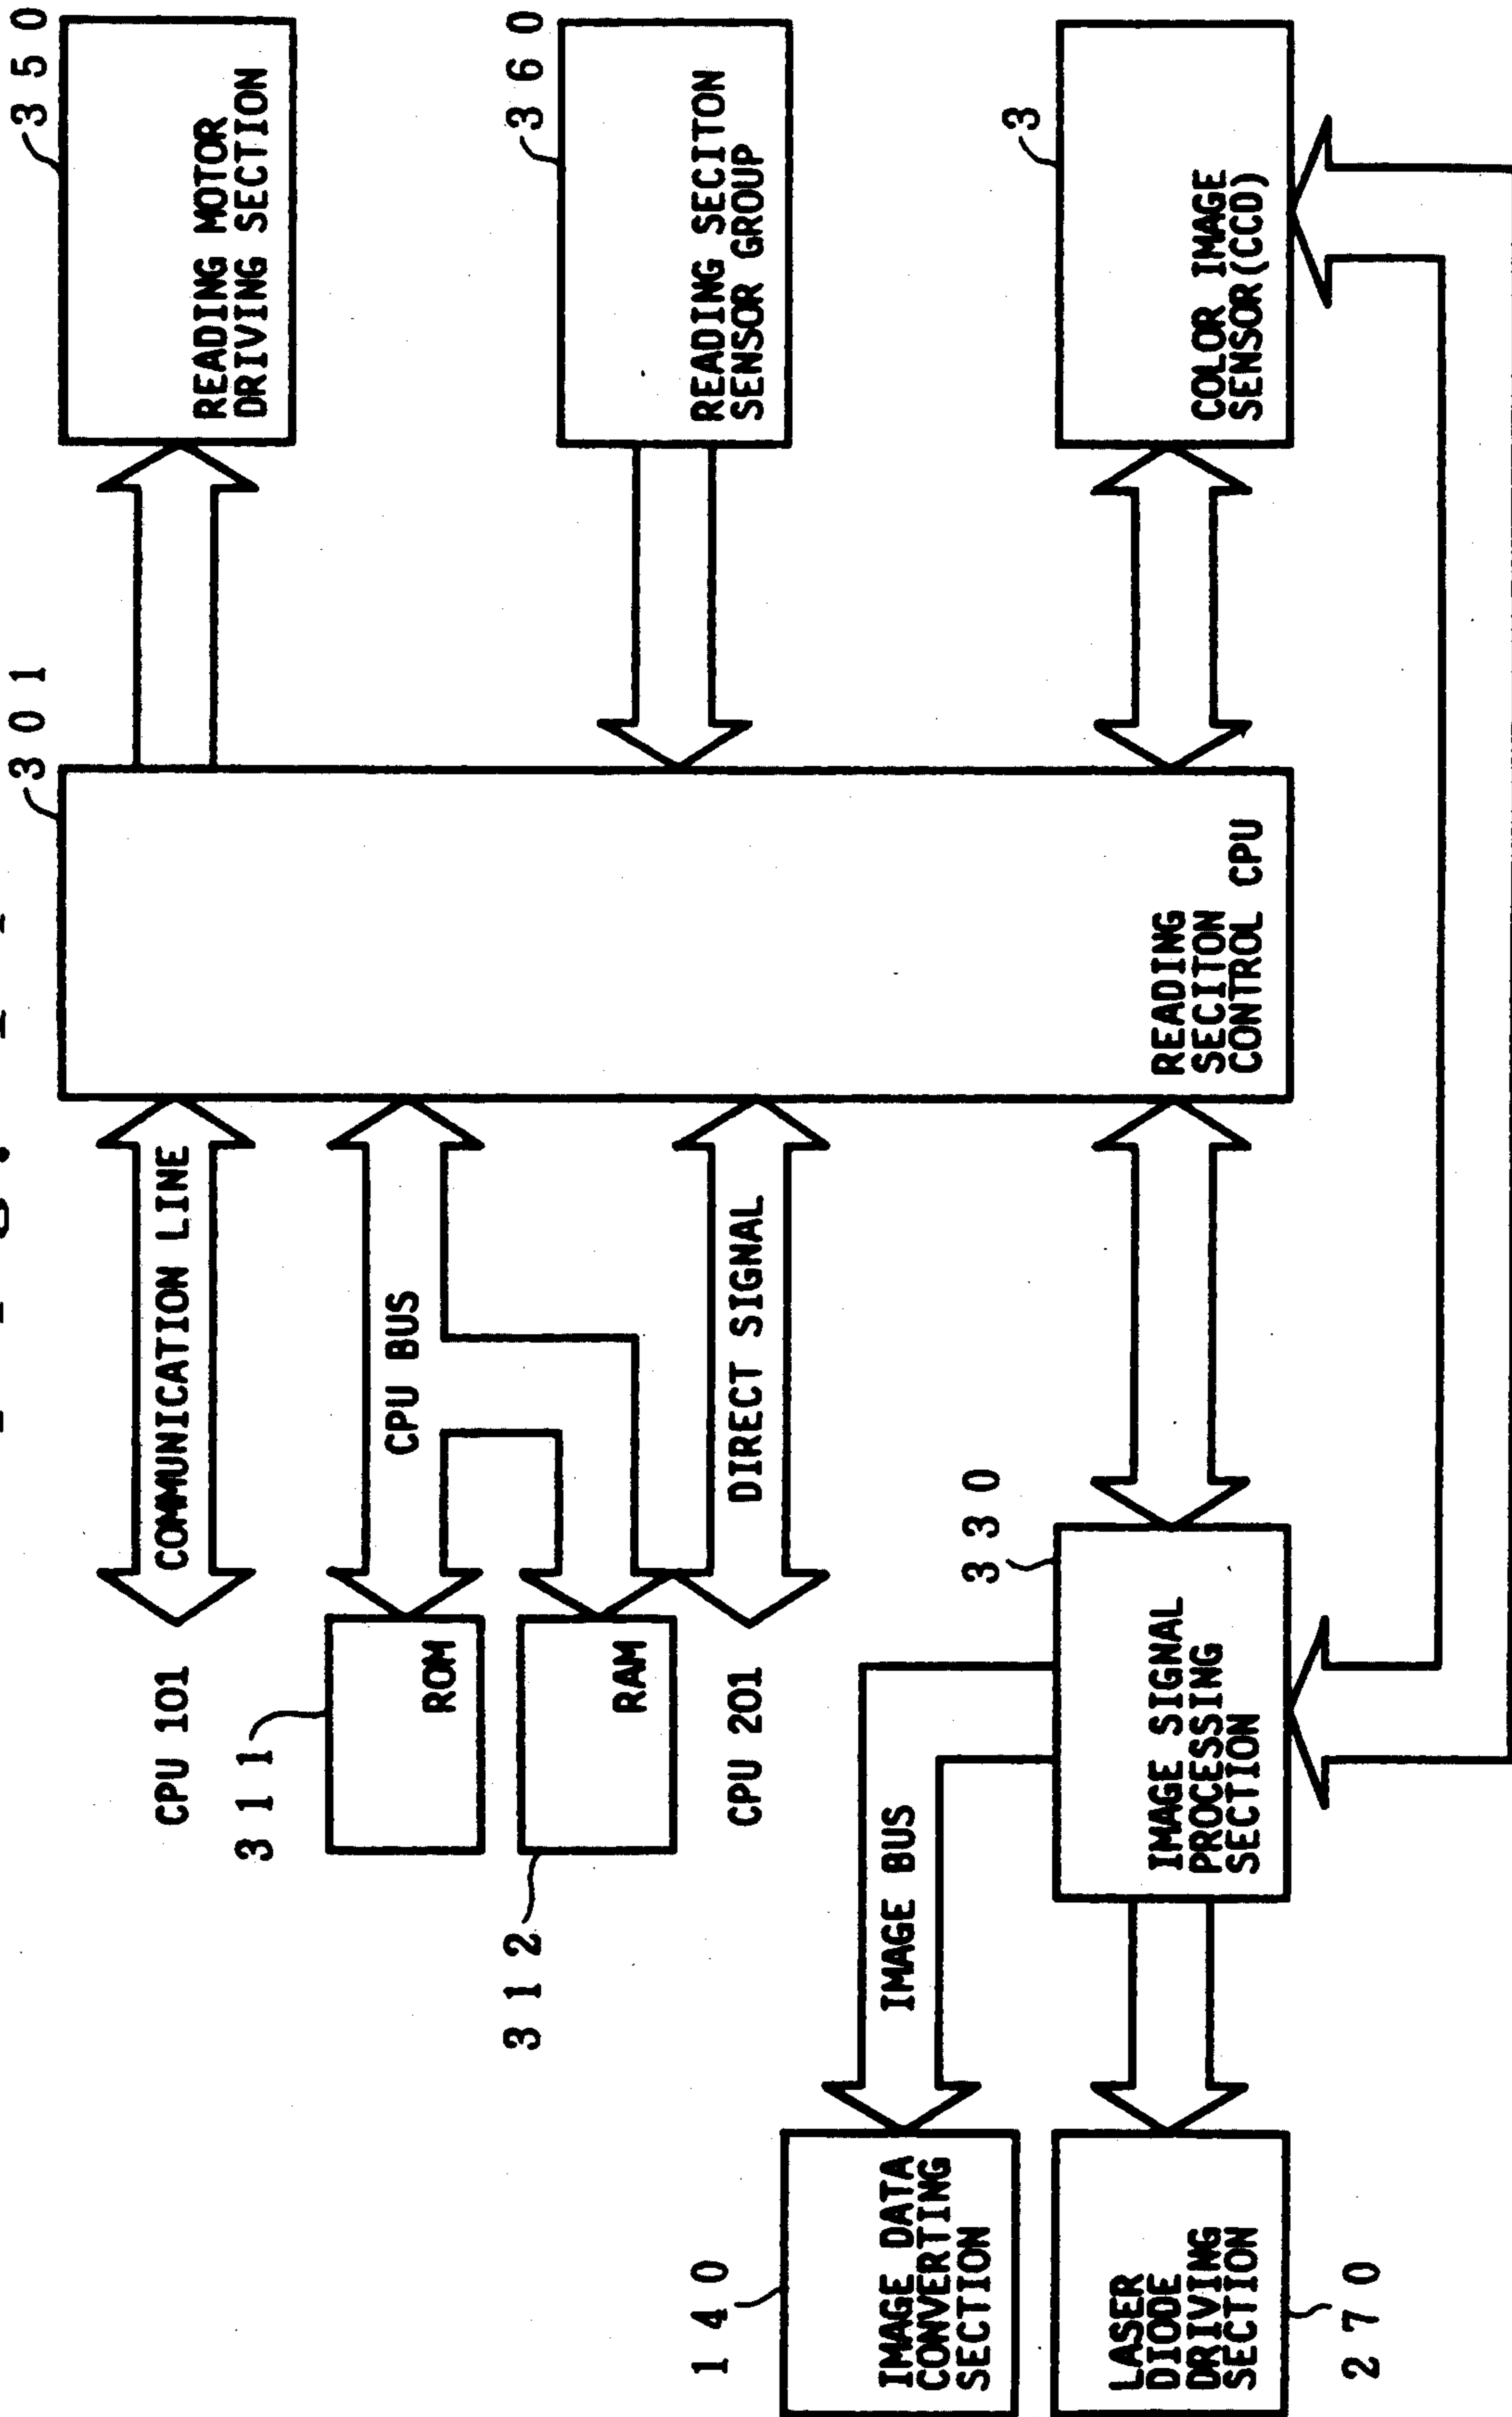 301
350
CPU 101
COMMUNICATION LINE
READING MOTOR
DRIVING SECTION
311
ROM
CPU BUS
312
RAM
360
READING SECITON
SENSOR GROUP
CPU 201
DIRECT SIGNAL
140
IMAGE DATA
CONVERTING
SECTION
IMAGE BUS
330
IMAGE SIGNAL
PROCESSING
SECTION
READING
SECITON
CONTROL CPU
3
COLOR IMAGE
SENSOR(CCD)
LASER
DIODE
DRIVING
SECTION
270